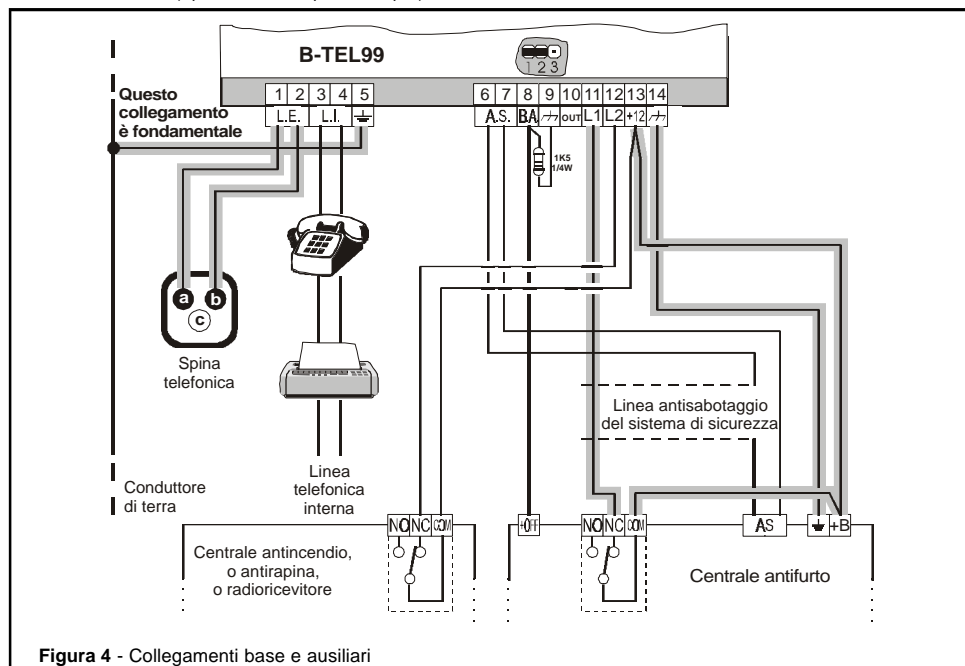 B-TEL99
1 2 3
Questo
collegamento
è fondamentale
1 2 3 4 5
L.E. L.I.
6 7 8 9 10 11 12 13 14
A.S. BA OUT L1 L2 +12
1K5
1/4W
a b
c
Spina
telefonica
Linea antisabotaggio
del sistema di sicurezza
Conduttore
di terra
Linea
telefonica
interna
NO NC COM
+OFF
NO NC COM
AS
+B
Centrale antincendio,
o antirapina,
o radioricevitore
Centrale antifurto
Figura 4 - Collegamenti base e ausiliari